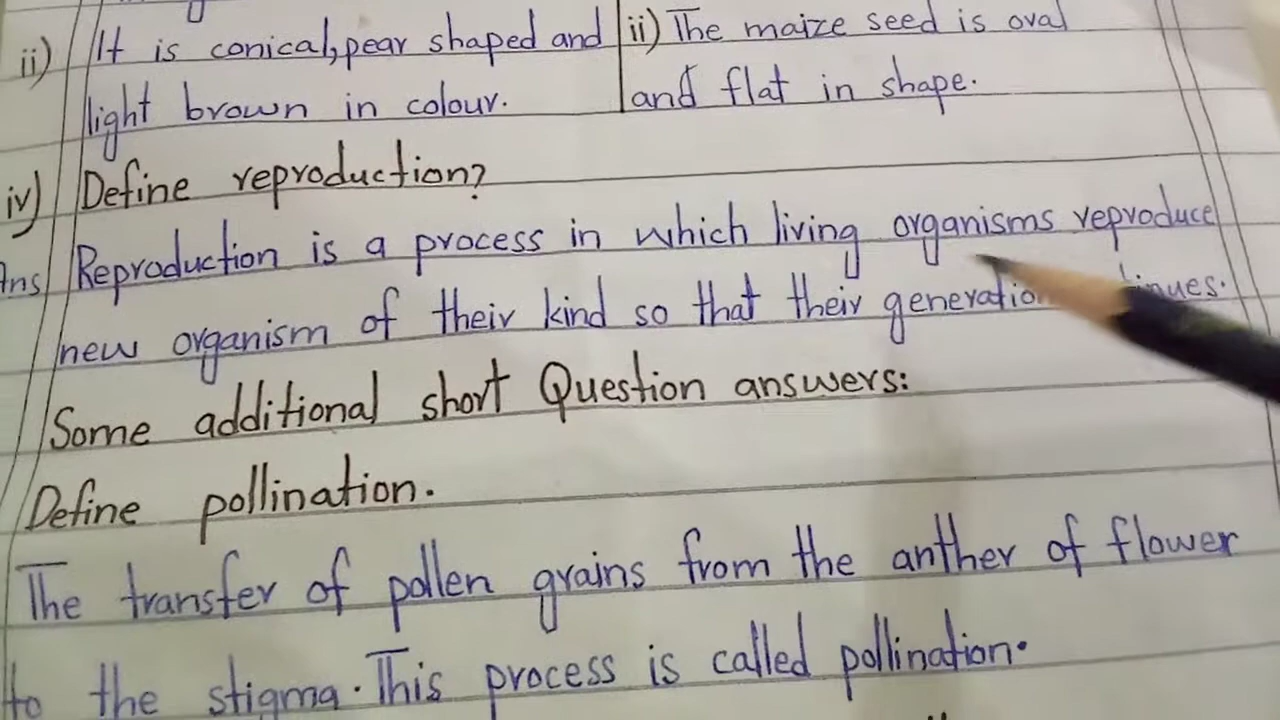 ii) It is conical, pear shaped and
light brown in colour.
ii) The maize seed is oval
and flat in shape.
iv) Define reproduction?
Ans Reproduction is a process in which living organisms reproduce
new organism of their kind so that their
Some additional short Question answers:
Define pollination.
The transfer of pollen grains from the anther of flower
to the stigma. This process is called pollination.